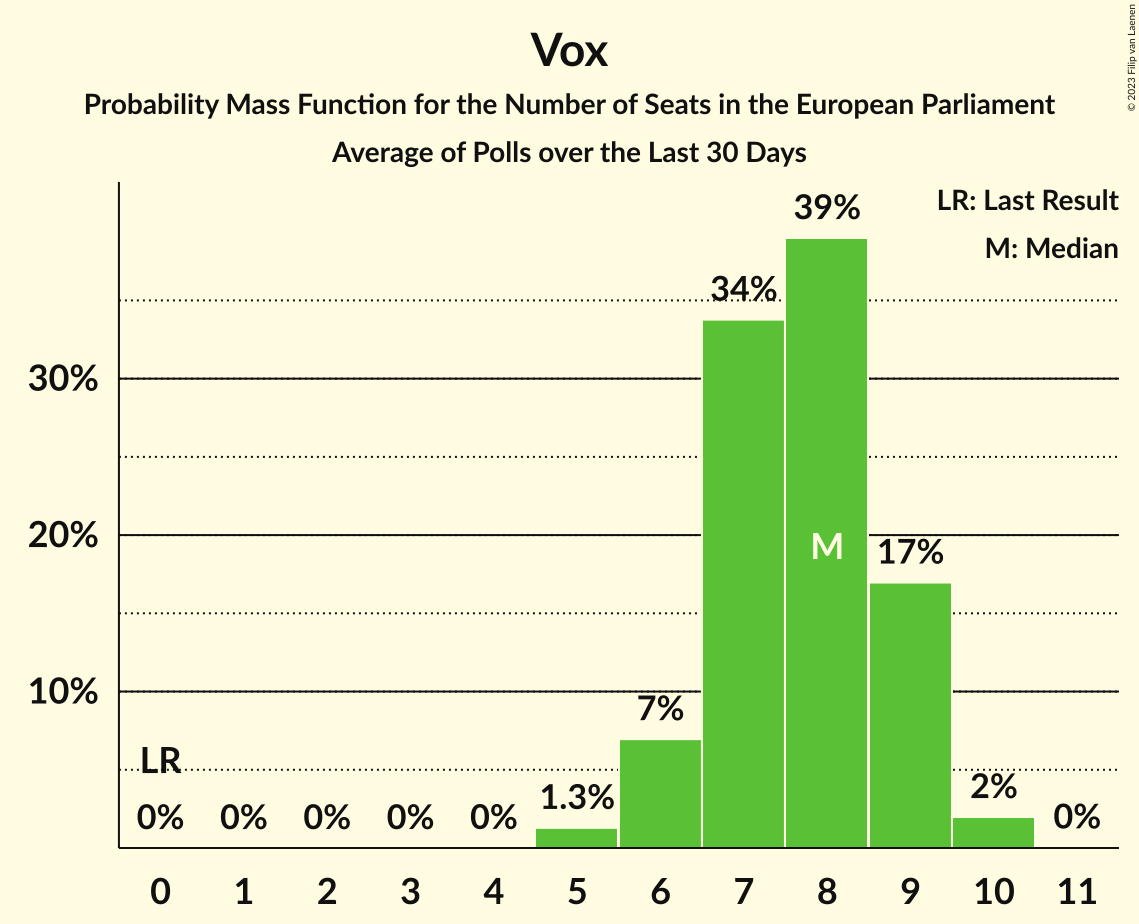 Vox
Probability Mass Function for the Number of Seats in the European Parliament
Average of Polls over the Last 30 Days
© 2023 Filip van Laenen
LR: Last Result
M: Median
39%
34%
30%
20%
M
17%
10%
7%
LR
1.3%
2%
0% 0% 0% 0% 0% 0%
0 1 2 3 4 5 6 7 8 9 10 11